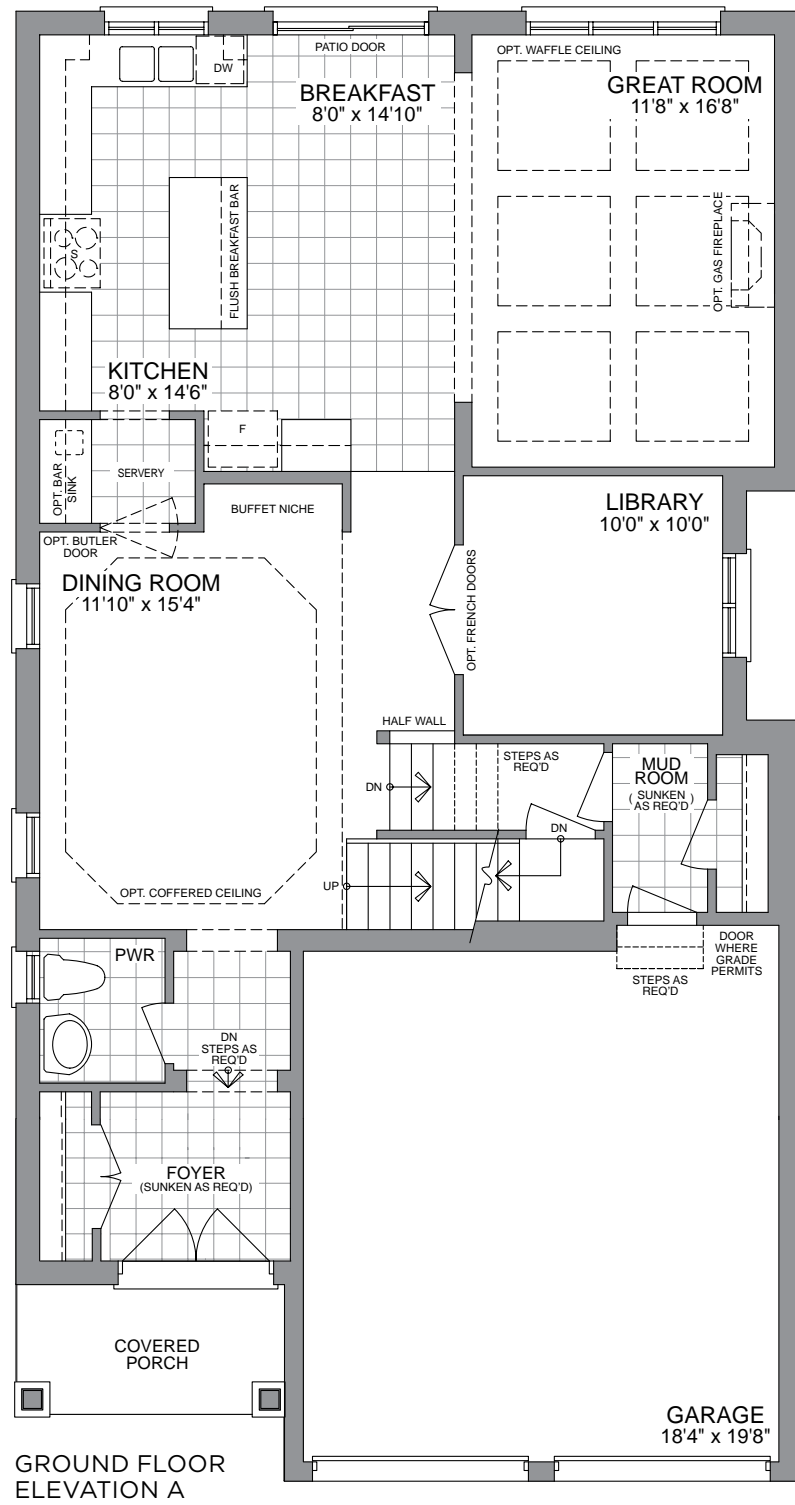 PATIO DOOR
OPT. WAFFLE CEILING
DW
BREAKFAST
8'0" x 14'10"
GREAT ROOM
11'8" x 16'8"
FLUSH BREAKFAST BAR
OPT. GAS FIREPLACE
S
KITCHEN
8'0" x 14'6"
F
SERVERY
OPT. BAR
SINK
BUFFET NICHE
OPT. BUTLER
DOOR
LIBRARY
10'0" x 10'0"
DINING ROOM
11'10" x 15'4"
OPT. FRENCH DOORS
HALF WALL
STEPS AS
REQ'D
MUD
ROOM
( SUNKEN )
AS REQ'D
DN
DN
UP
OPT. COFFERED CEILING
PWR
DOOR
WHERE
GRADE
PERMITS
STEPS AS
REQ'D
DN
STEPS AS
REQ'D
FOYER
(SUNKEN AS REQ'D)
COVERED
PORCH
GARAGE
18'4" x 19'8"
GROUND FLOOR
ELEVATION A